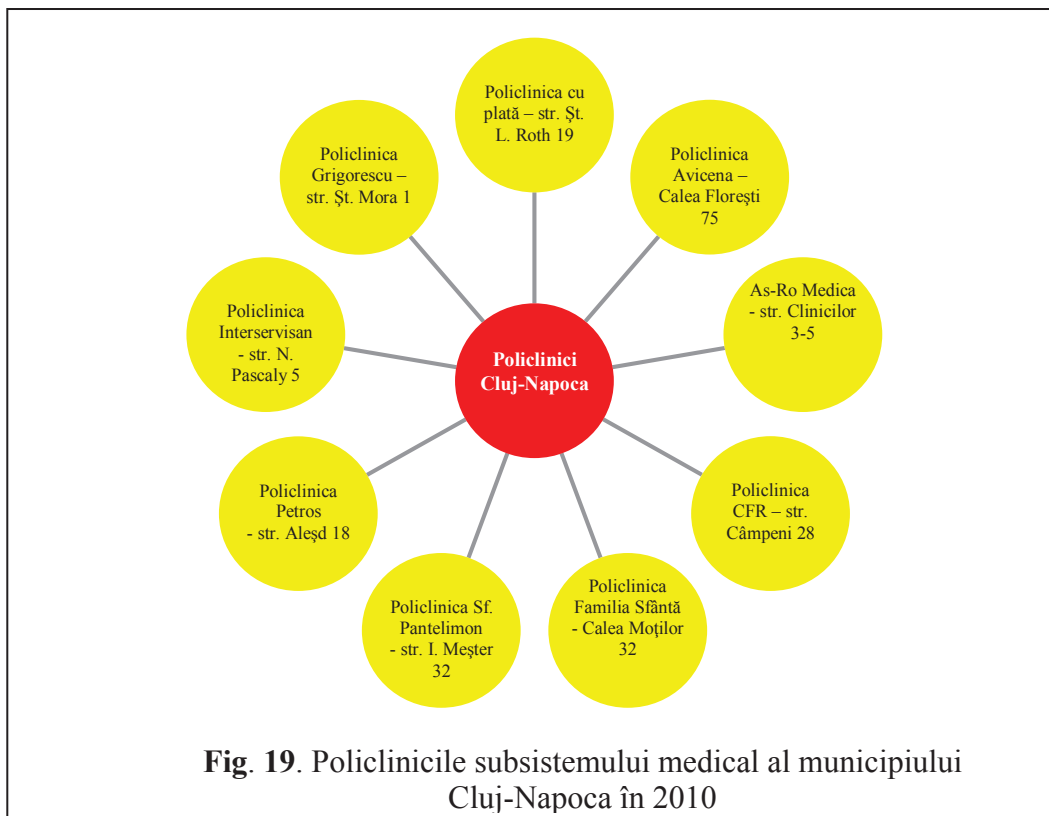 Policlinica cu
plată – str. Şt.
L. Roth 19
Policlinica
Avicena –
Calea Floreşti
75
As-Ro Medica
- str. Clinicilor
3-5
Policlinica
CFR – str.
Câmpeni 28
Policlinica
Familia Sfântă
- Calea Moţilor
32
Policlinica Sf.
Pantelimon
- str. I. Meşter
32
Policlinica
Petros
- str. Aleşd 18
Policlinica
Interservisan
- str. N.
Pascaly 5
Policlinica
Grigorescu –
str. Şt. Mora 1
Policlinici
Cluj-Napoca
Fig. 19. Policlinicile subsistemului medical al municipiului
Cluj-Napoca în 2010